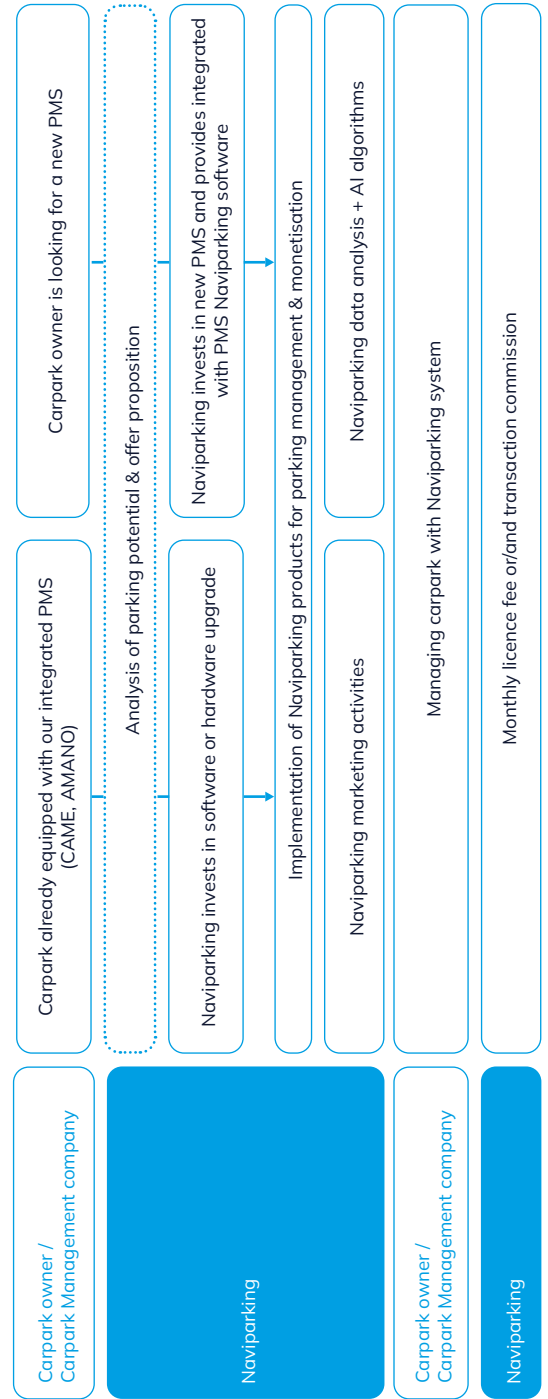 Carpark owner /
Carpark Management company
Carpark already equipped with our integrated PMS
(CAME, AMANO)
Carpark owner is looking for a new PMS
Naviparking
Analysis of parking potential & offer proposition
Naviparking invests in software or hardware upgrade
Naviparking invests in new PMS and provides integrated
with PMS Naviparking software
Implementation of Naviparking products for parking management & monetisation
Naviparking marketing activities
Naviparking data analysis + AI algorithms
Carpark owner /
Carpark Management company
Managing carpark with Naviparking system
Naviparking
Monthly licence fee or/and transaction commission